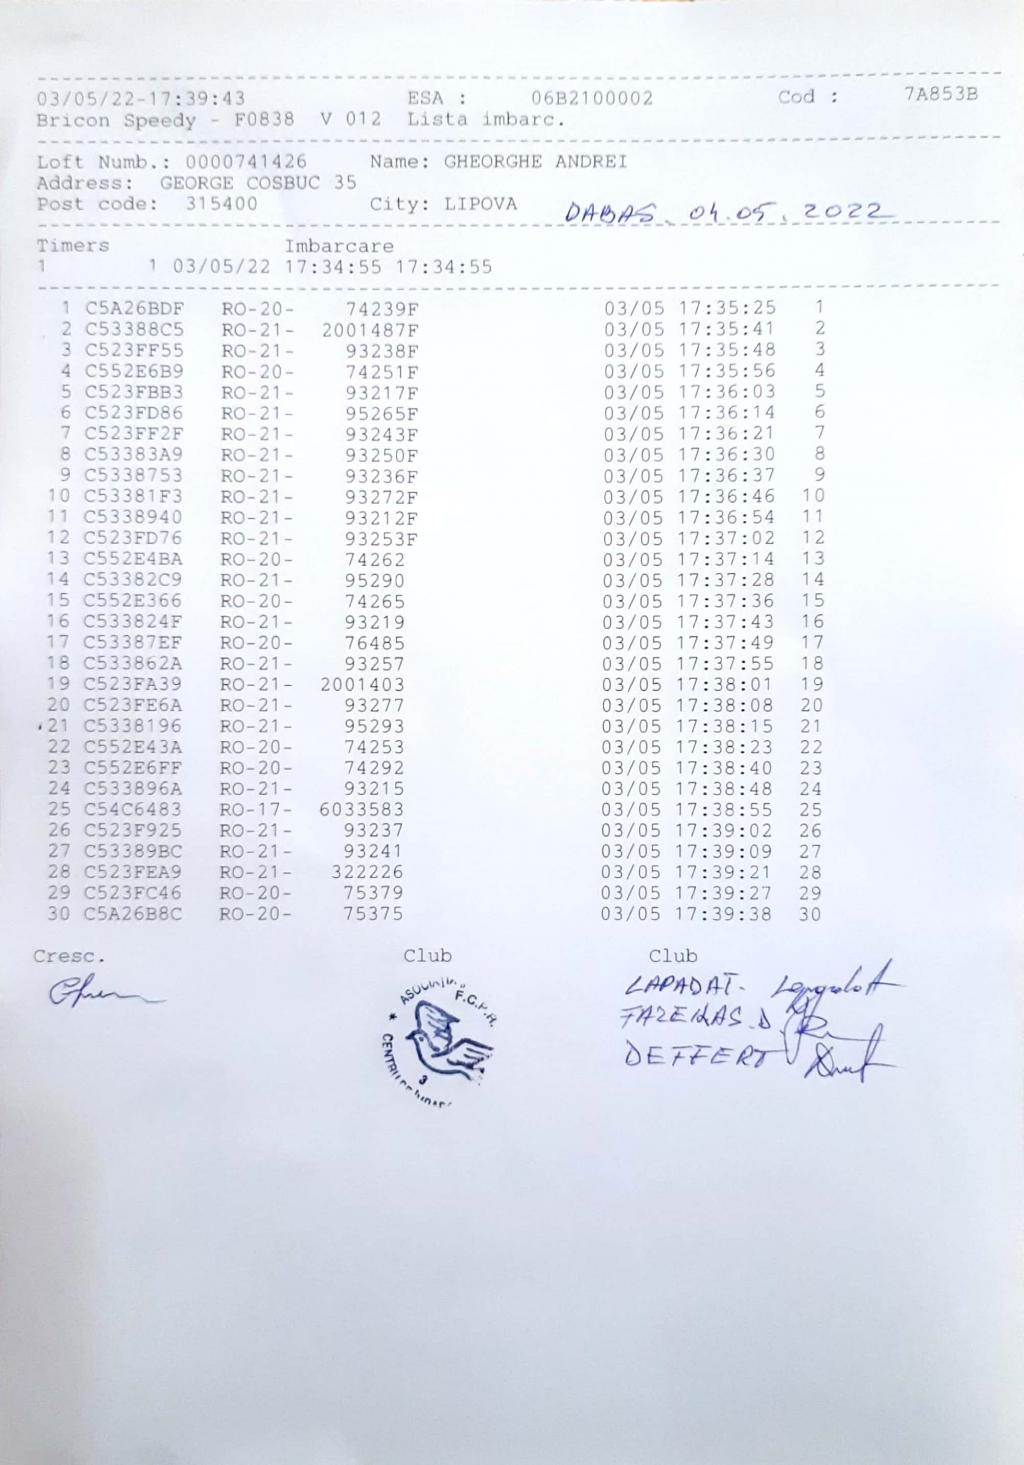 03/05/22-17:39:43 ESA : 06B2100002 Cod : 7A853B
Bricon Speedy - F0838 V 012 Lista imbarc.
Loft Numb.: 0000741426 Name: GHEORGHE ANDREI
Address: GEORGE COSBUC 35
Post code: 315400 City: LIPOVA DABAS. 04.05.2022
Timers Imbarcare
1 1 03/05/22 17:34:55 17:34:55
1 C5A26BDF RO-20- 74239F 03/05 17:35:25 1
2 C53388C5 RO-21- 2001487F 03/05 17:35:41 2
3 C523FF55 RO-21- 93238F 03/05 17:35:48 3
4 C552E6B9 RO-20- 74251F 03/05 17:35:56 4
5 C523FBB3 RO-21- 93217F 03/05 17:36:03 5
6 C523FD86 RO-21- 95265F 03/05 17:36:14 6
7 C523FF2F RO-21- 93243F 03/05 17:36:21 7
8 C53383A9 RO-21- 93250F 03/05 17:36:30 8
9 C5338753 RO-21- 93236F 03/05 17:36:37 9
10 C53381F3 RO-21- 93272F 03/05 17:36:46 10
11 C5338940 RO-21- 93212F 03/05 17:36:54 11
12 C523FD76 RO-21- 93253F 03/05 17:37:02 12
13 C552E4BA RO-20- 74262 03/05 17:37:14 13
14 C53382C9 RO-21- 95290 03/05 17:37:28 14
15 C552E366 RO-20- 74265 03/05 17:37:36 15
16 C533824F RO-21- 93219 03/05 17:37:43 16
17 C53387EF RO-20- 76485 03/05 17:37:49 17
18 C533862A RO-21- 93257 03/05 17:37:55 18
19 C523FA39 RO-21- 2001403 03/05 17:38:01 19
20 C523FE6A RO-21- 93277 03/05 17:38:08 20
21 C5338196 RO-21- 95293 03/05 17:38:15 21
22 C552E43A RO-20- 74253 03/05 17:38:23 22
23 C552E6FF RO-20- 74292 03/05 17:38:40 23
24 C533896A RO-21- 93215 03/05 17:38:48 24
25 C54C6483 RO-17- 6033583 03/05 17:38:55 25
26 C523F925 RO-21- 93237 03/05 17:39:02 26
27 C53389BC RO-21- 93241 03/05 17:39:09 27
28 C523FEA9 RO-21- 322226 03/05 17:39:21 28
29 C523FC46 RO-20- 75379 03/05 17:39:27 29
30 C5A26B8C RO-20- 75375 03/05 17:39:38 30
Cresc. Club Club
LAPADAT.
FAZEKAS. D.
DEFFERT
F.C.P.R.
3